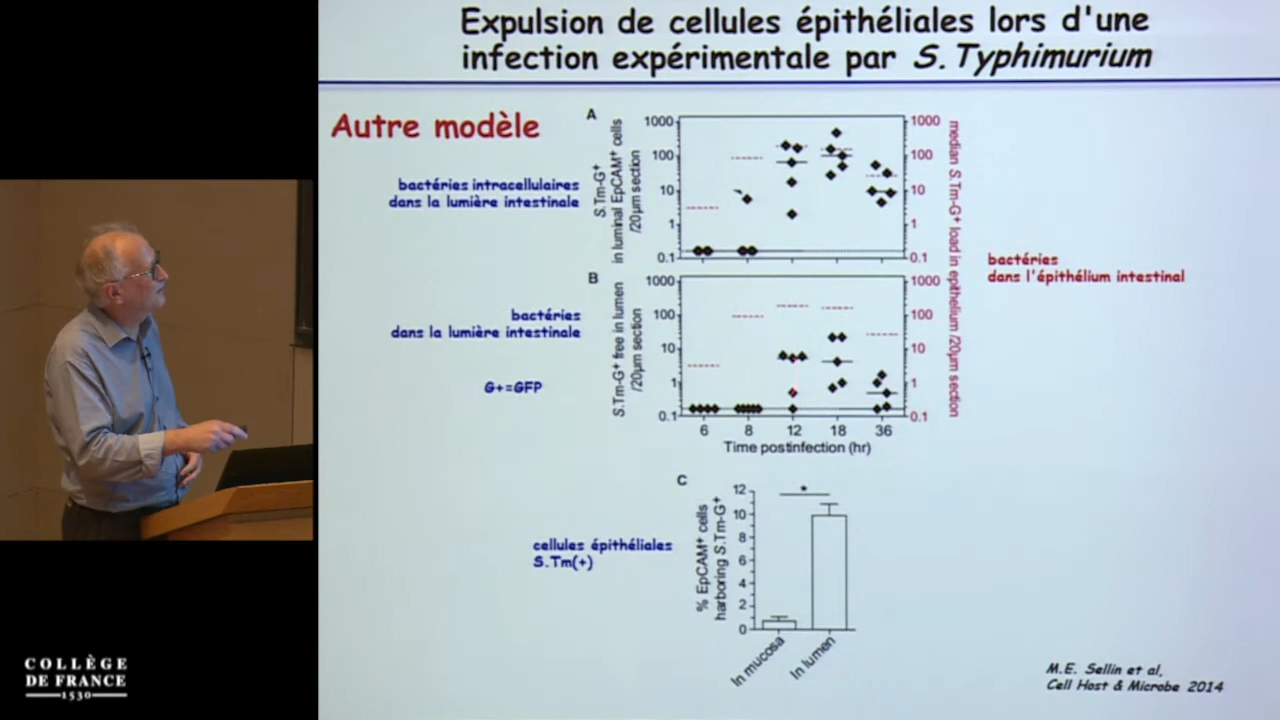 Expulsion de cellules épithéliales lors d'une
infection expérimentale par S. Typhimurium
Autre modèle
A
bactéries intracellulaires
dans la lumière intestinale
S.Tm-G+
in luminal EpCAM+ cells
/20µm section
1000
100
10
1
0.1
1000
100
10
1
0.1
median S.Tm-G+ load in epithelium /20µm section
bactéries
dans l'épithélium intestinal
B
bactéries
dans la lumière intestinale
G+=GFP
S.Tm-G+ free in lumen
/20µm section
1000
100
10
1
0.1
1000
100
10
1
0.1
6 8 12 18 36
Time postinfection (hr)
C
cellules épithéliales
S.Tm(+)
% EpCAM+ cells
harboring S.Tm-G+
12
10
8
6
4
2
0
*
In mucosa
In lumen
M.E. Sellin et al,
Cell Host & Microbe 2014
COLLÈGE
DE FRANCE
1530